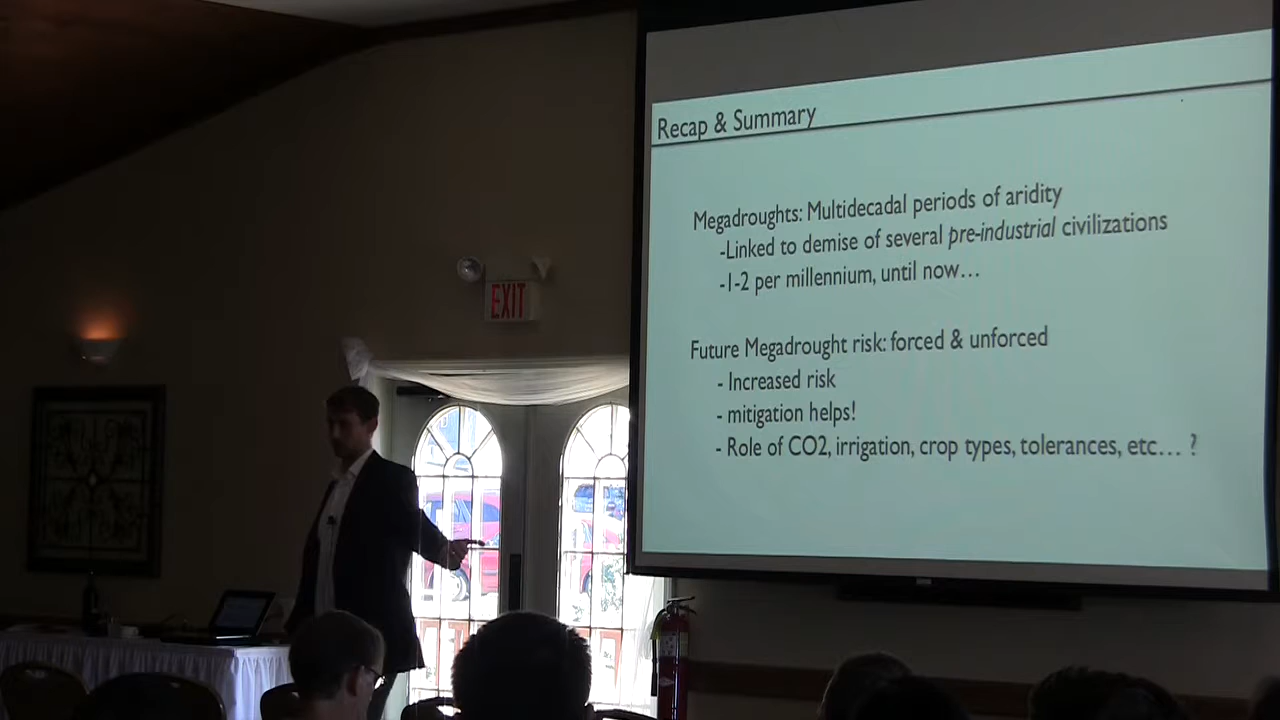 Recap & Summary
Megadroughts: Multidecadal periods of aridity
-Linked to demise of several pre-industrial civilizations
-1-2 per millennium, until now...
Future Megadrought risk: forced & unforced
- Increased risk
- mitigation helps!
- Role of CO2, irrigation, crop types, tolerances, etc... ?
EXIT